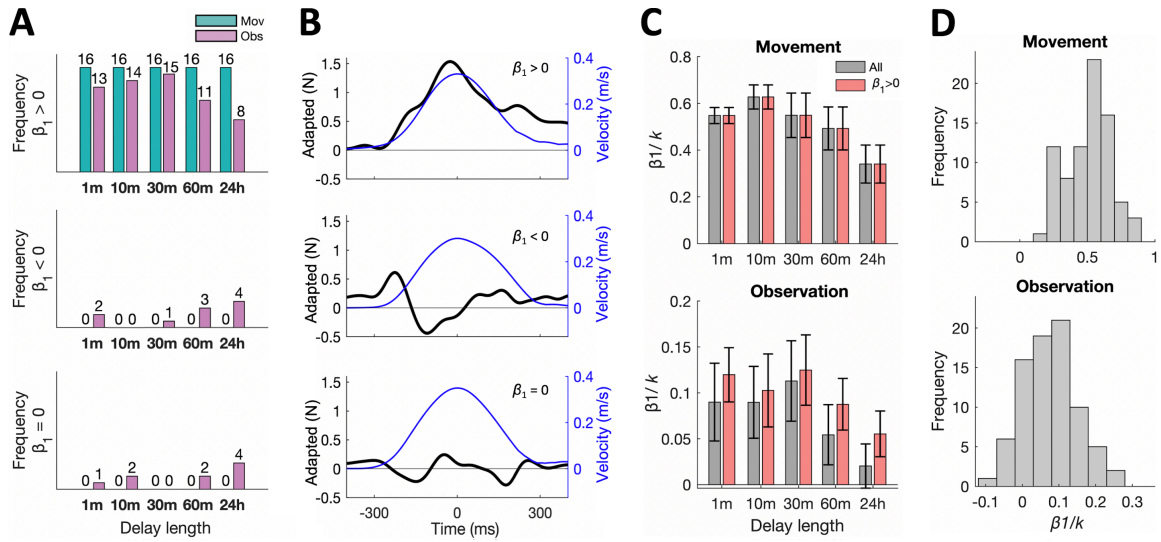 A
Mov
Obs
Frequency
β₁ > 0
16 13 16 14 16 15 16 11 16 8
1m 10m 30m 60m 24h
Frequency
β₁ < 0
0 2 0 0 0 1 0 3 0 4
1m 10m 30m 60m 24h
Frequency
β₁ = 0
0 1 0 2 0 0 0 2 0 4
1m 10m 30m 60m 24h
Delay length
B
β₁ > 0
Adapted (N)
1.5
1
0.5
0
-0.5
Velocity (m/s)
0.4
0.2
0
β₁ < 0
Adapted (N)
1.5
1
0.5
0
-0.5
Velocity (m/s)
0.4
0.2
0
β₁ = 0
Adapted (N)
1.5
1
0.5
0
-0.5
Velocity (m/s)
0.4
0.2
0
-300 0 300
Time (ms)
C
Movement
All
β₁>0
β1/ k
0.8
0.6
0.4
0.2
0
1m 10m 30m 60m 24h
Observation
β1/ k
0.2
0.15
0.1
0.05
0
1m 10m 30m 60m 24h
Delay length
D
Movement
Frequency
20
10
0
0 0.5 1
Observation
Frequency
20
10
0
-0.1 0 0.1 0.2 0.3
β1/k